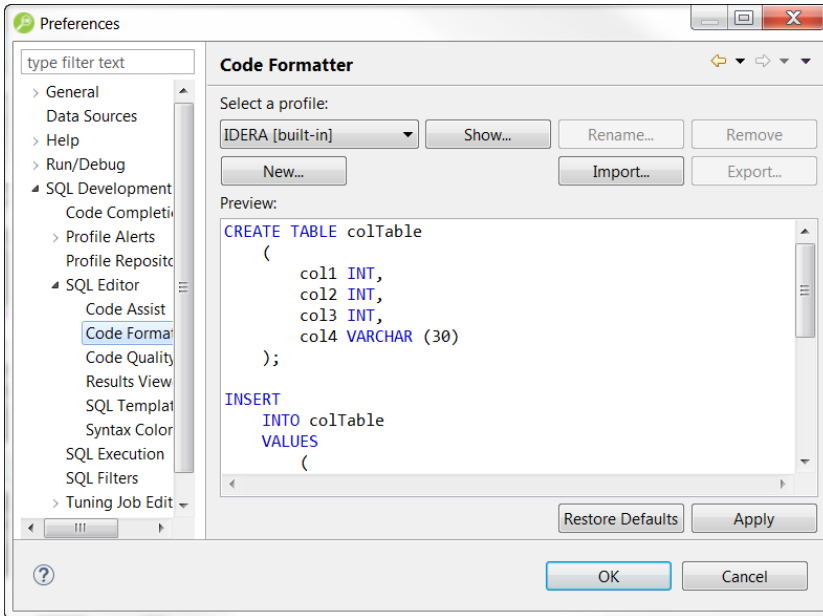 Preferences
type filter text
General
Data Sources
Help
Run/Debug
SQL Development
Code Completi
Profile Alerts
Profile Reposito
SQL Editor
Code Assist
Code Format
Code Quality
Results View
SQL Templat
Syntax Color
SQL Execution
SQL Filters
Tuning Job Edit
Code Formatter
Select a profile:
IDERA [built-in] Show... Rename... Remove
New... Import... Export...
Preview:
CREATE TABLE colTable
(
col1 INT,
col2 INT,
col3 INT,
col4 VARCHAR (30)
);
INSERT
INTO colTable
VALUES
(
Restore Defaults Apply
OK Cancel